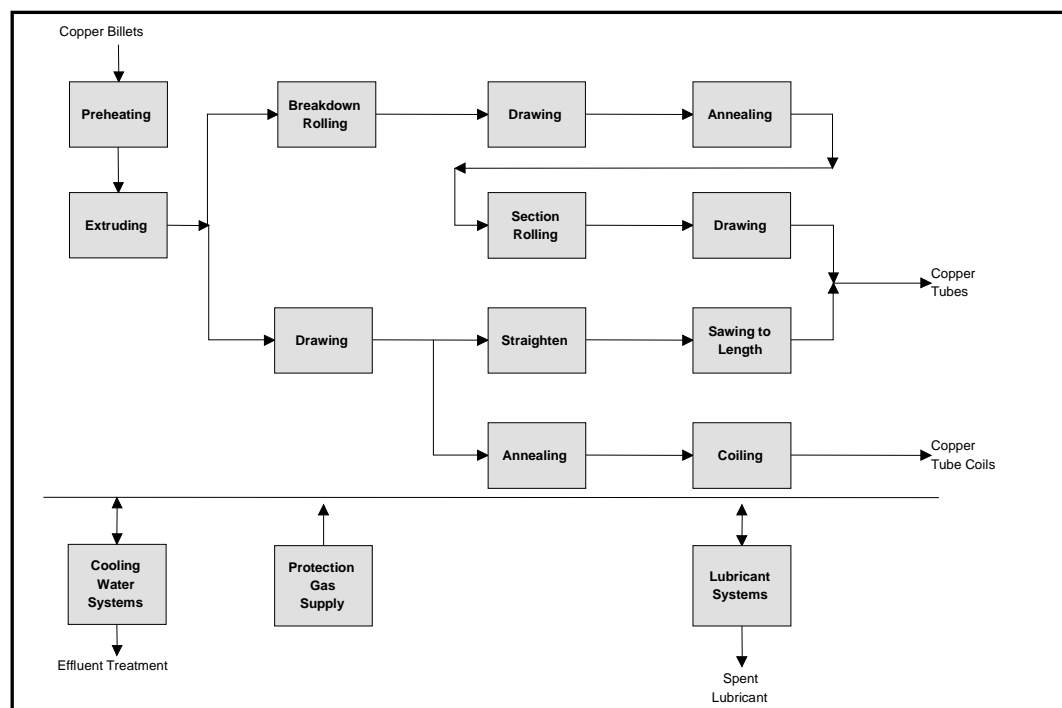 Copper Billets
Preheating
Breakdown
Rolling
Drawing
Annealing
Extruding
Section
Rolling
Drawing
Copper
Tubes
Drawing
Straighten
Sawing to
Length
Annealing
Coiling
Copper
Tube Coils
Cooling
Water
Systems
Protection
Gas
Supply
Lubricant
Systems
Effluent Treatment
Spent
Lubricant